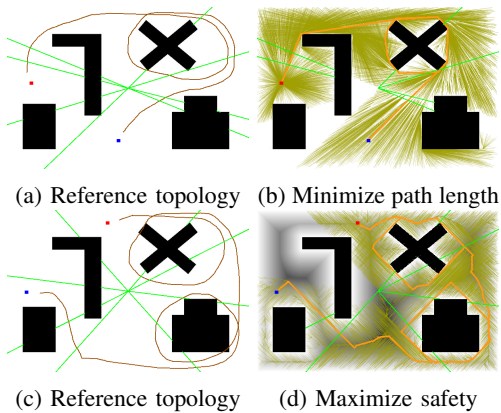 (a) Reference topology (b) Minimize path length
(c) Reference topology (d) Maximize safety